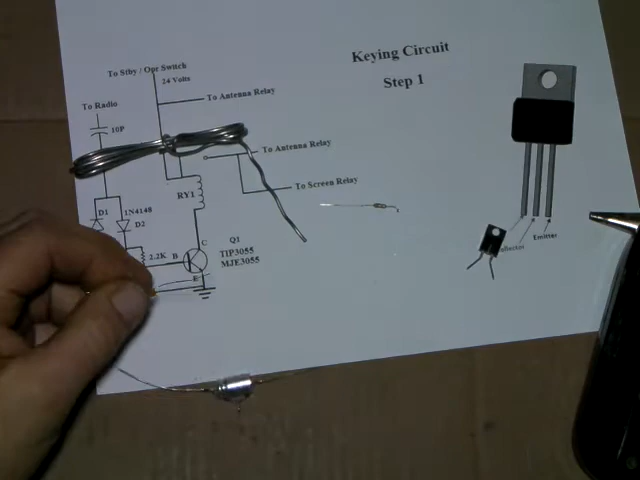 Keying Circuit
Step 1
To Stby / Opr Switch
24 Volts
To Antenna Relay
To Radio
10P
To Antenna Relay
To Screen Relay
RY1
D1
1N4148
D2
Q1
TIP3055
MJE3055
2.2K
B
C
E
Emitter